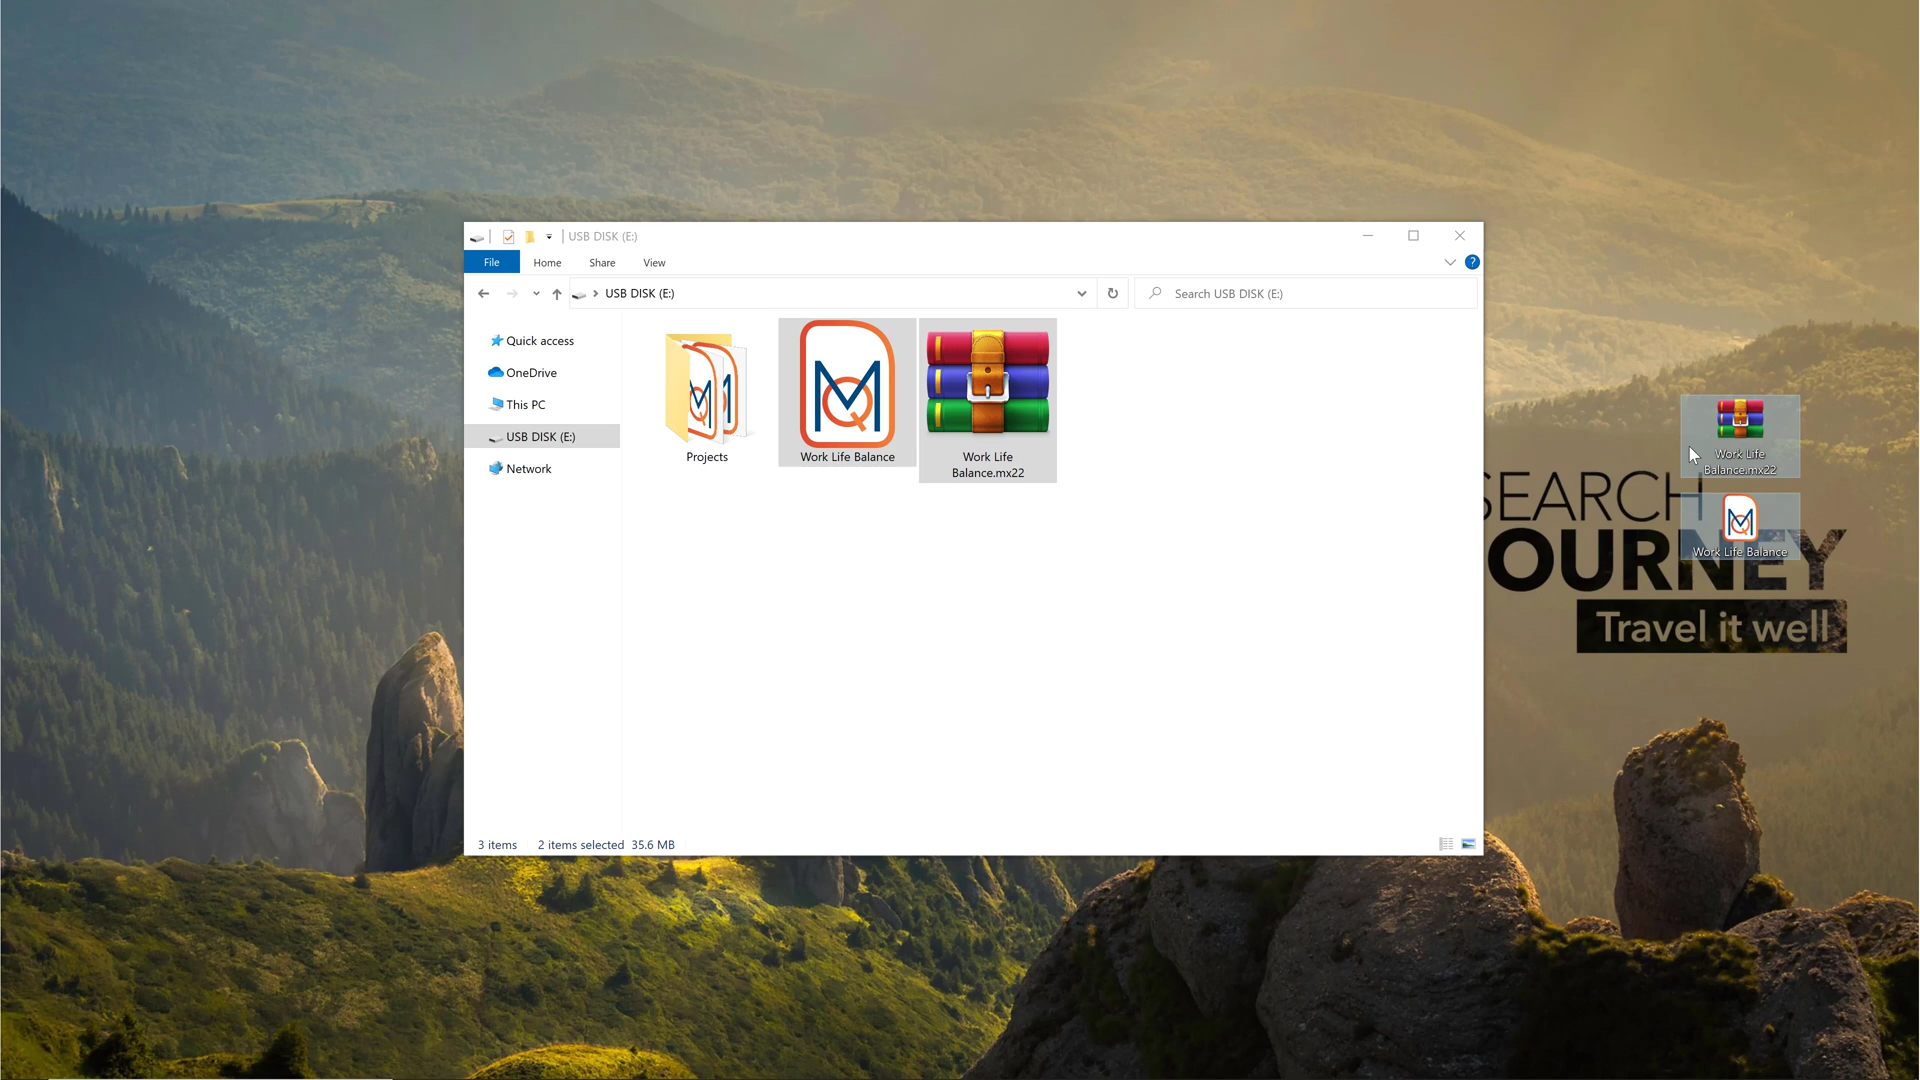 USB DISK (E:)
File Home Share View
USB DISK (E:)
Search USB DISK (E:)
Quick access
OneDrive
This PC
USB DISK (E:)
Network
Projects
Work Life Balance
Work Life
Balance.mx22
3 items 2 items selected 35.6 MB
Work Life
Balance.mx22
Work Life Balance
SEARCH
OURNEY
Travel it well